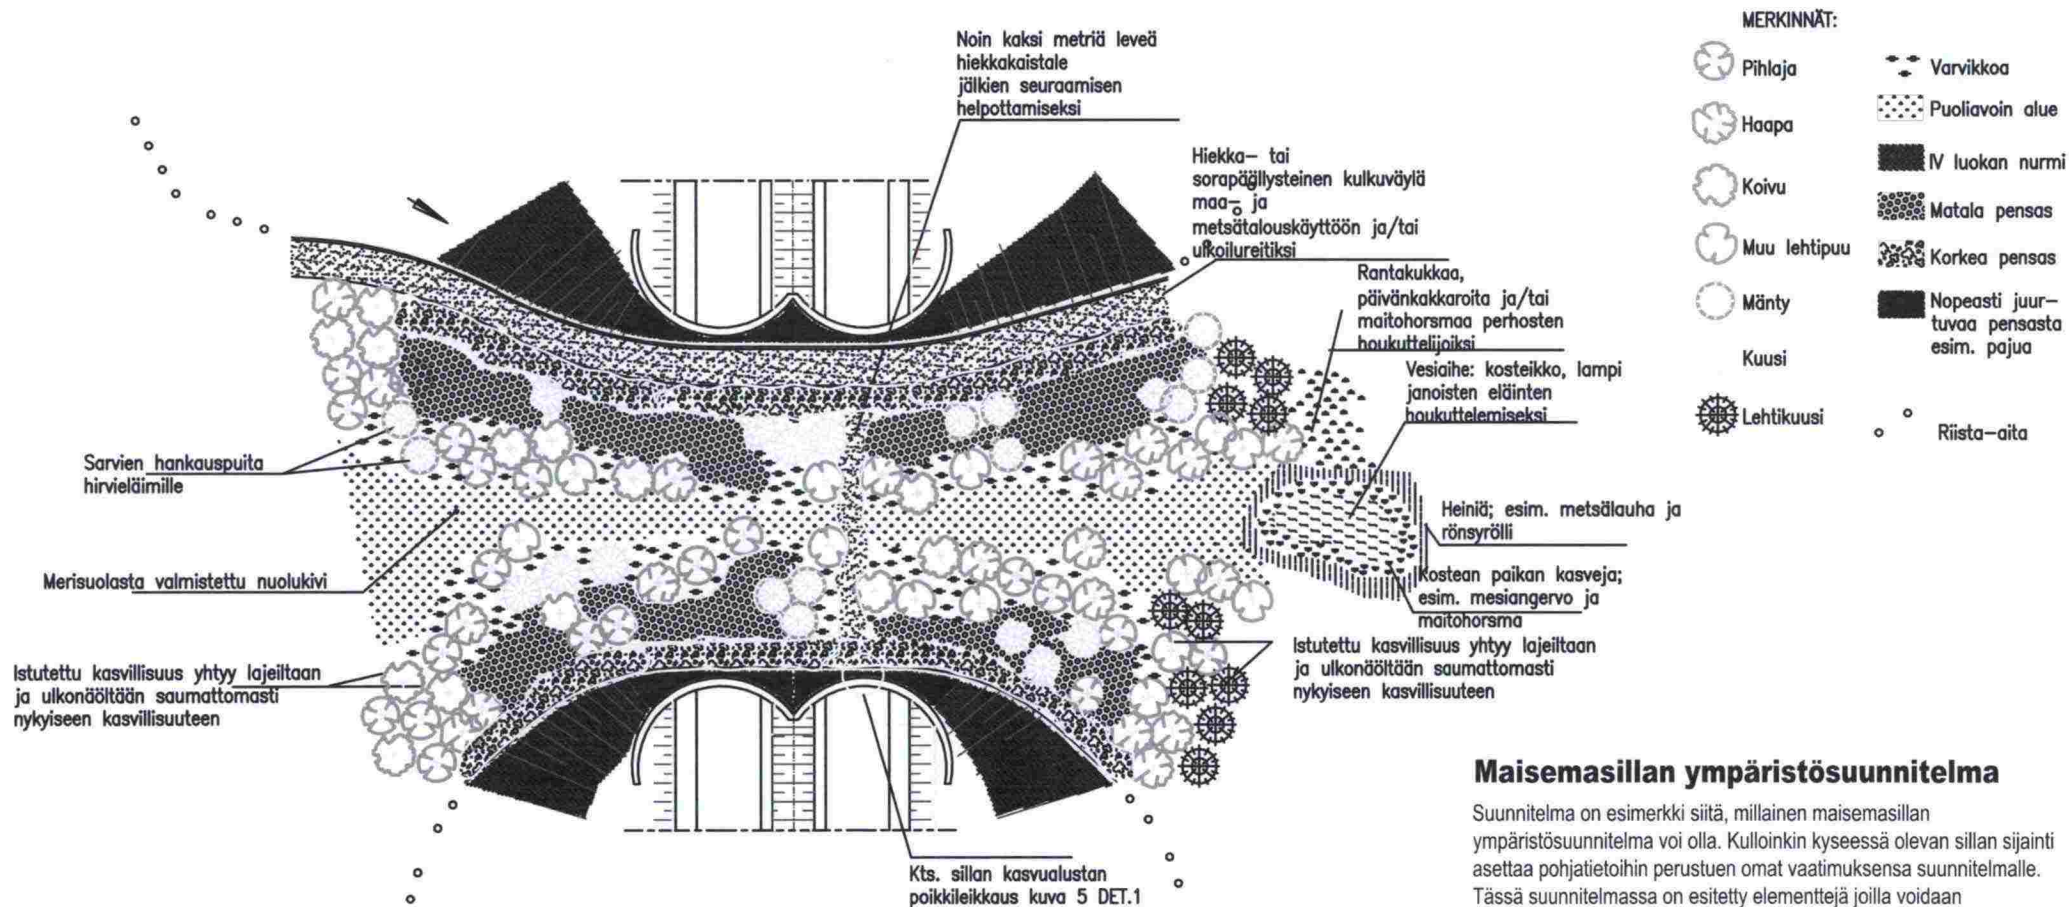 Noin kaksi metriä leveä
hiekkakaistale
jälkien seuraamisen
helpottamiseksi
Hiekka- tai
sorapäällysteinen kulkuväylä
maa- ja
metsätalouskäyttöön ja/tai
ulkoilureitiksi
Rantakukkaa,
päivänkakkaroita ja/tai
maitohorsmaa perhosten
houkuttelijoiksi
Vesiaihe: kosteikko, lampi
janoisten eläinten
houkuttelemiseksi
Heiniä; esim. metsälauha ja
rönsyrölli
Kostean paikan kasveja;
esim. mesiangervo ja
maitohorsma
Istutettu kasvillisuus yhtyy lajeiltaan
ja ulkonäöltään saumattomasti
nykyiseen kasvillisuuteen
Sarvien hankauspuita
hirvieläimille
Merisuolasta valmistettu nuolukivi
Istutettu kasvillisuus yhtyy lajeiltaan
ja ulkonäöltään saumattomasti
nykyiseen kasvillisuuteen
Kts. sillan kasvualustan
poikkileikkaus kuva 5 DET.1
MERKINNÄT:
Pihlaja
Haapa
Koivu
Muu lehtipuu
Mänty
Kuusi
Lehtikuusi
Varvikkoa
Puoliavoin alue
IV luokan nurmi
Matala pensas
Korkea pensas
Nopeasti juur-
tuvaa pensasta
esim. pajua
Riista-aita
Maisemasillan ympäristösuunnitelma
Suunnitelma on esimerkki siitä, millainen maisemasillan
ympäristösuunnitelma voi olla. Kulloinkin kyseessä olevan sillan sijainti
asettaa pohjatietoihin perustuen omat vaatimuksensa suunnitelmalle.
Tässä suunnitelmassa on esitetty elementtejä joilla voidaan